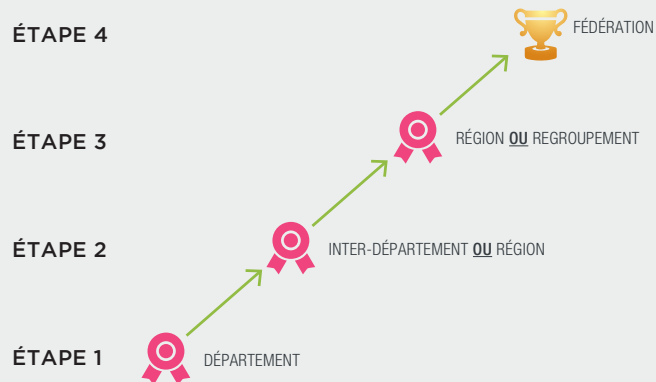 ÉTAPE 4
FÉDÉRATION
ÉTAPE 3
RÉGION OU REGROUPEMENT
ÉTAPE 2
INTER-DÉPARTEMENT OU RÉGION
ÉTAPE 1
DÉPARTEMENT